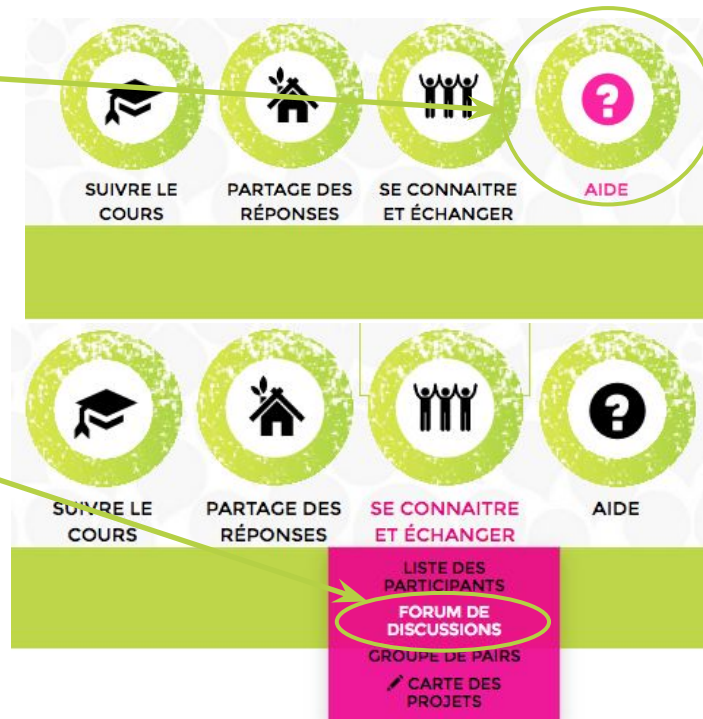 SUIVRE LE
COURS
PARTAGE DES
RÉPONSES
SE CONNAITRE
ET ÉCHANGER
AIDE
SUIVRE LE
COURS
PARTAGE DES
RÉPONSES
SE CONNAITRE
ET ÉCHANGER
AIDE
LISTE DES
PARTICIPANTS
FORUM DE
DISCUSSIONS
GROUPE DE PAIRS
CARTE DES
PROJETS